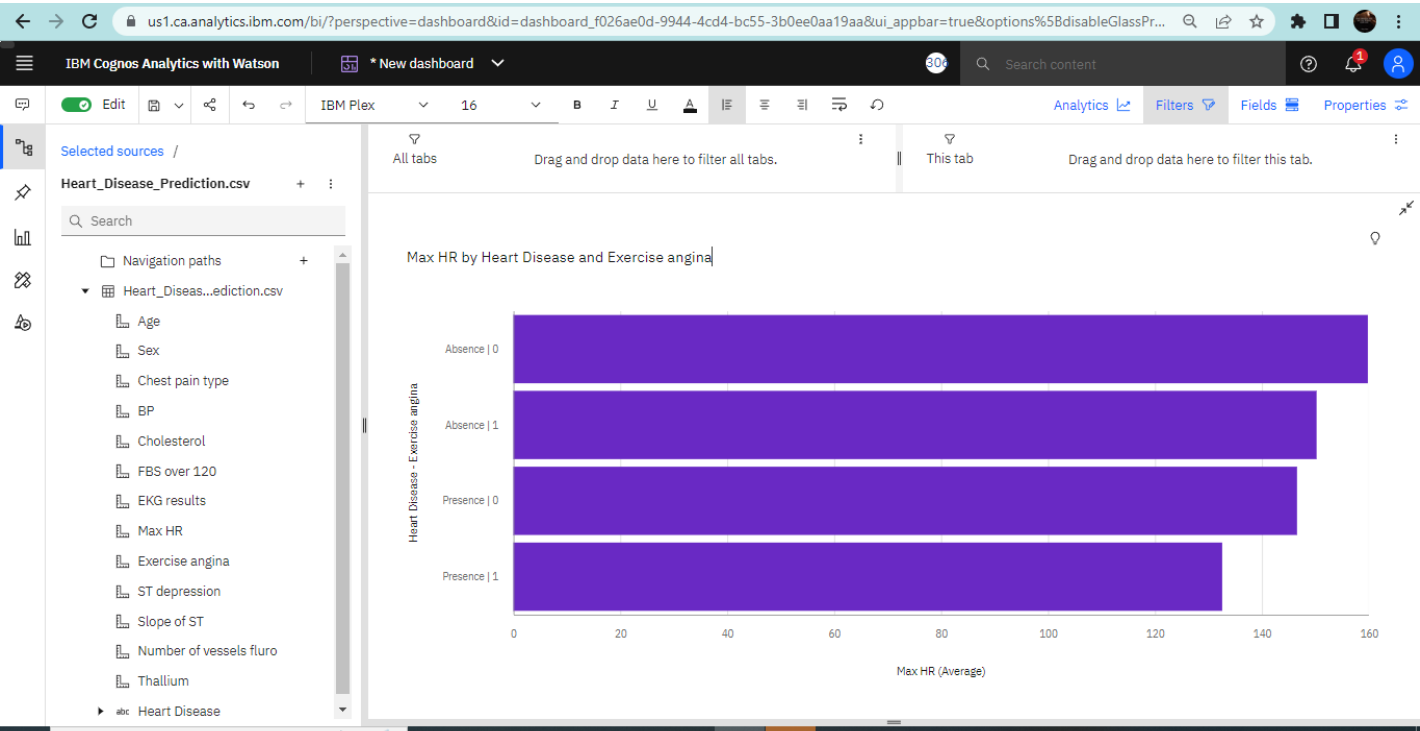 us1.ca.analytics.ibm.com/bi/?perspective=dashboard&id=dashboard_f026ae0d-9944-4cd4-bc55-3b0ee0aa19aa&ui_appbar=true&options%5BdisableGlassPr...
IBM Cognos Analytics with Watson
* New dashboard
306
Search content
1
Edit
IBM Plex
16
B I U A
Analytics
Filters
Fields
Properties
Selected sources /
Heart_Disease_Prediction.csv
Search
Navigation paths
Heart_Diseas...ediction.csv
Age
Sex
Chest pain type
BP
Cholesterol
FBS over 120
EKG results
Max HR
Exercise angina
ST depression
Slope of ST
Number of vessels fluro
Thallium
abc Heart Disease
All tabs
Drag and drop data here to filter all tabs.
This tab
Drag and drop data here to filter this tab.
Max HR by Heart Disease and Exercise angina
Heart Disease - Exercise angina
Absence | 0
Absence | 1
Presence | 0
Presence | 1
0 20 40 60 80 100 120 140 160
Max HR (Average)